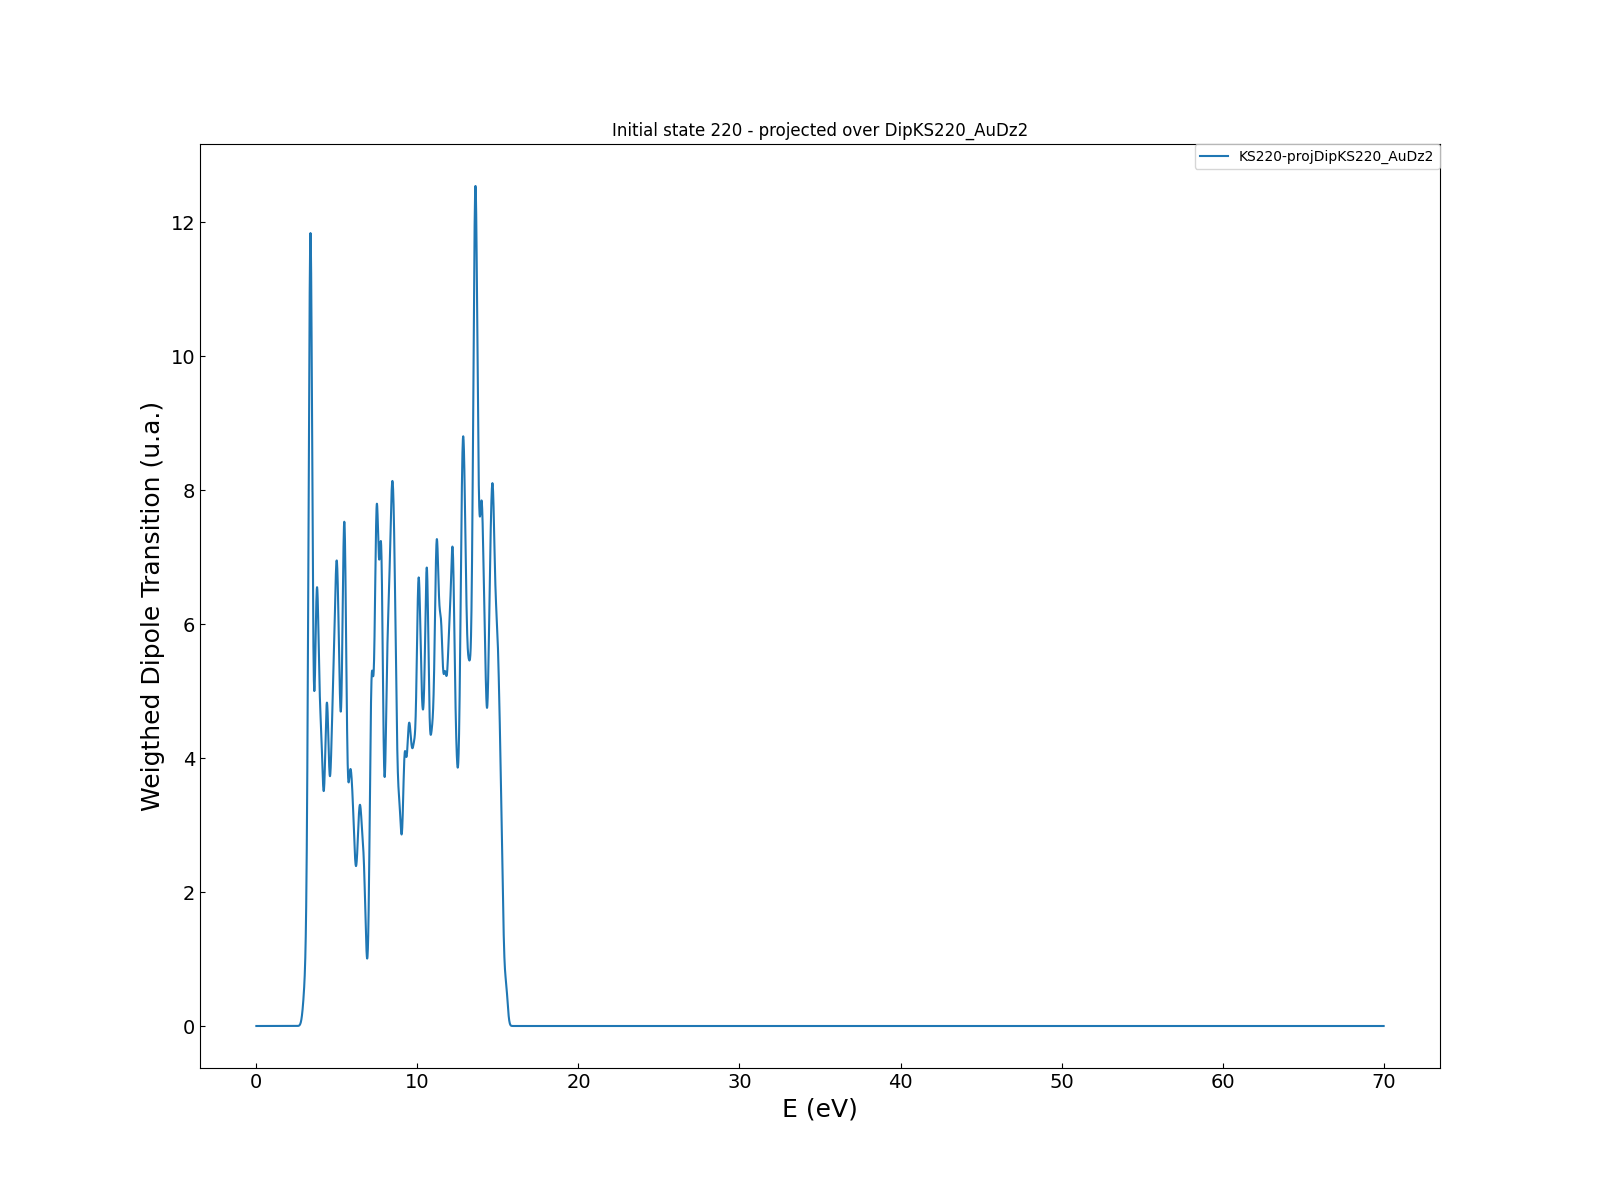 Initial state 220 - projected over DipKS220_AuDz2
KS220-projDipKS220_AuDz2
Weigthed Dipole Transition (u.a.)
12
10
8
6
4
2
0
0 10 20 30 40 50 60 70
E (eV)